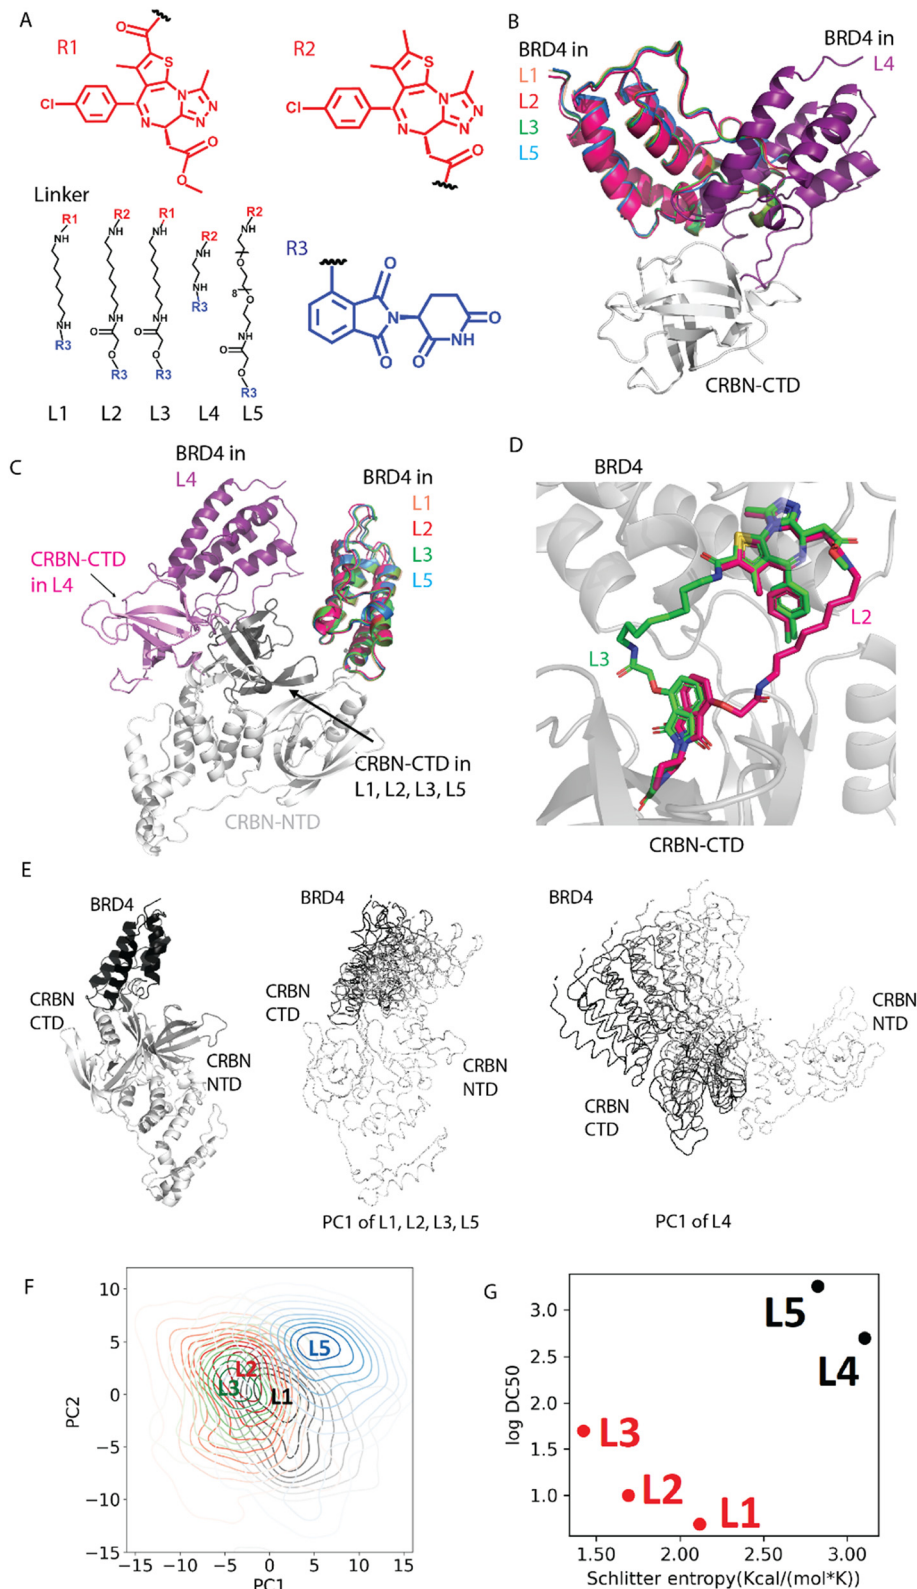 A
R1
O
S
N
N
N
N
Cl
O
O
R2
S
N
N
N
N
Cl
O
Linker
R1
NH
NH
R3
L1
R2
NH
NH
O
O
R3
L2
R1
NH
NH
O
O
R3
L3
R2
NH
NH
R3
L4
R2
NH
O
8
O
NH
O
O
R3
L5
R3
O
N
O
O
NH
O
B
BRD4 in
L1
L2
L3
L5
BRD4 in
L4
CRBN-CTD
C
BRD4 in
L4
CRBN-CTD
in L4
BRD4 in
L1
L2
L3
L5
CRBN-CTD in
L1, L2, L3, L5
CRBN-NTD
D
BRD4
L2
L3
CRBN-CTD
E
BRD4
CRBN
CTD
CRBN
NTD
BRD4
CRBN
CTD
CRBN
NTD
PC1 of L1, L2, L3, L5
BRD4
CRBN
NTD
CRBN
CTD
PC1 of L4
F
10
5
0
−5
−10
−15
PC2
L5
L2
L3
L1
−15
−10
−5
0
5
10
15
PC1
G
3.0
2.5
2.0
1.5
1.0
log DC50
L5
L4
L3
L2
L1
1.50
2.00
2.50
3.00
Schlitter entropy(Kcal/(mol*K))